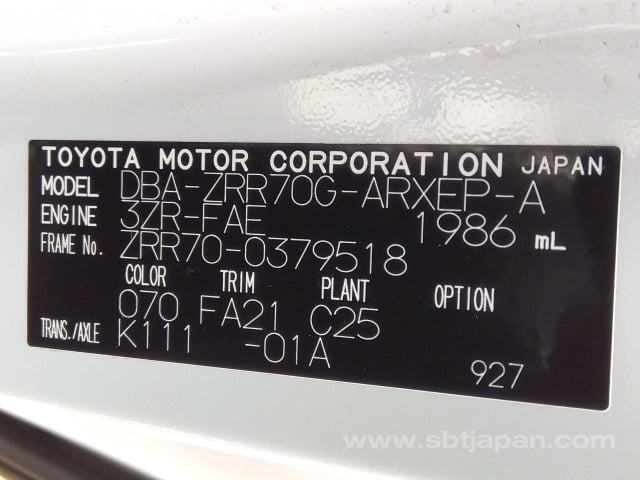 TOYOTA MOTOR CORPORATION JAPAN
MODEL DBA-ZRR70G-ARXEP-A
ENGINE 3ZR-FAE 1986 mL
FRAME No. ZRR70-0379518
COLOR TRIM PLANT OPTION
070 FA21 C25
TRANS./AXLE K111 -01A
927
www.sbtjapan.com